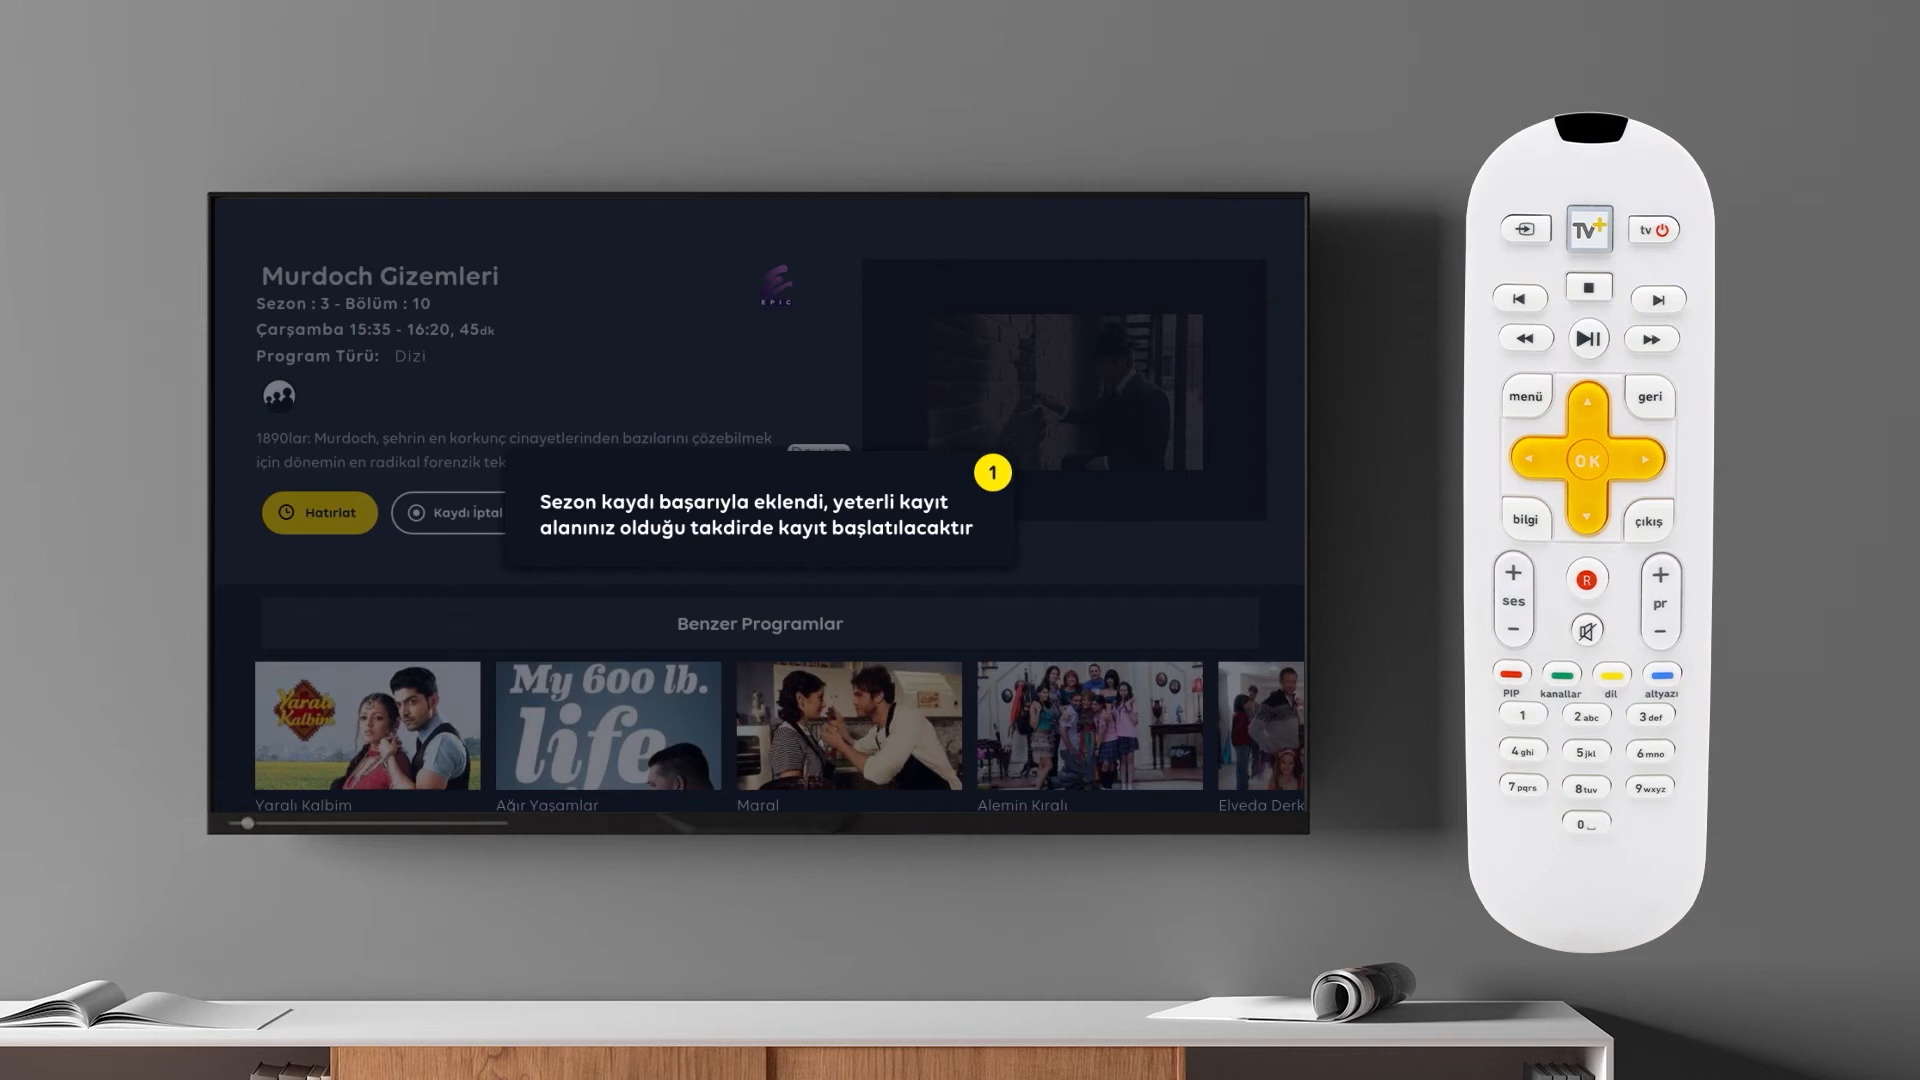 Murdoch Gizemleri
Sezon : 3 - Bölüm : 10
Çarşamba 15:35 - 16:20, 45dk
Program Türü: Dizi
EPIC
1890lar: Murdoch, şehrin en korkunç cinayetlerinden bazılarını çözebilmek
için dönemin en radikal forenzik tek
Hatırlat
Kaydı İptal
1
Sezon kaydı başarıyla eklendi, yeterli kayıt
alanınız olduğu takdirde kayıt başlatılacaktır
Benzer Programlar
Yaralı
Kalbim
My 600 lb.
life
Yaralı Kalbim
Ağır Yaşamlar
Maral
Alemin Kıralı
Elveda Derk
TV+
tv
menü
geri
OK
bilgi
çıkış
+ ses -
R
+ pr -
PIP kanallar dil altyazı
1 2 abc 3 def
4 ghi 5 jkl 6 mno
7 pqrs 8 tuv 9 wxyz
0